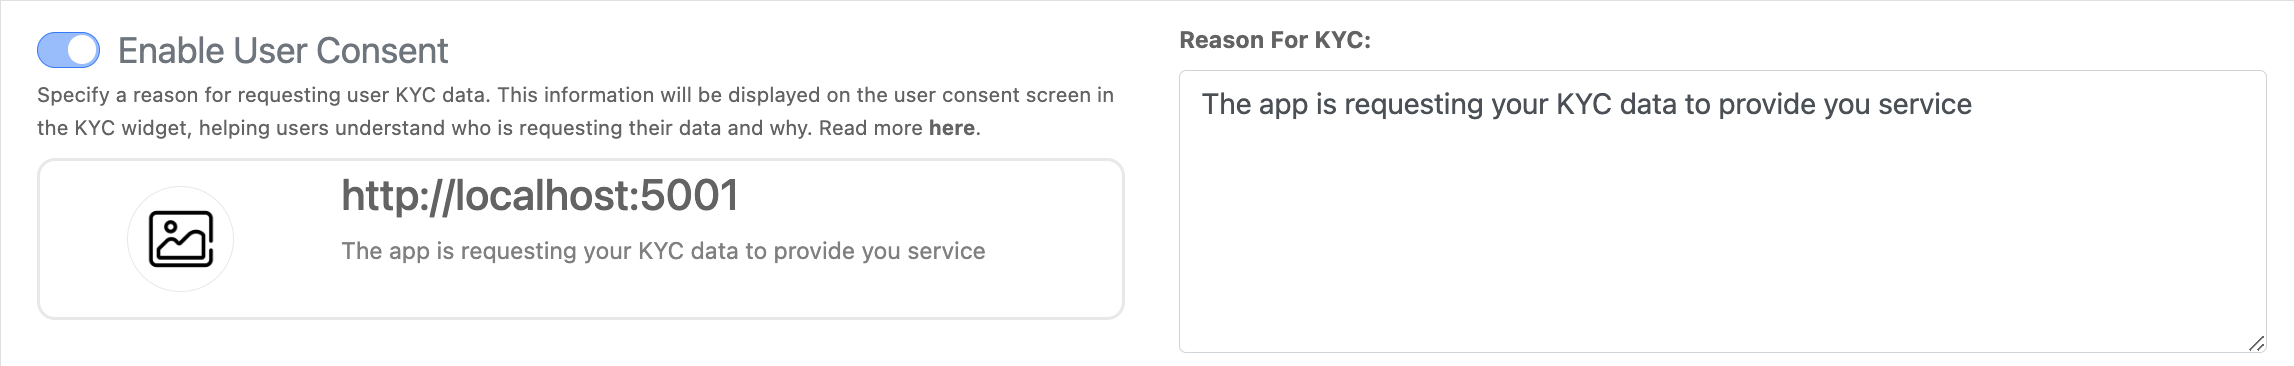 Enable User Consent
Specify a reason for requesting user KYC data. This information will be displayed on the user consent screen in
the KYC widget, helping users understand who is requesting their data and why. Read more here.
http://localhost:5001
The app is requesting your KYC data to provide you service
Reason For KYC:
The app is requesting your KYC data to provide you service